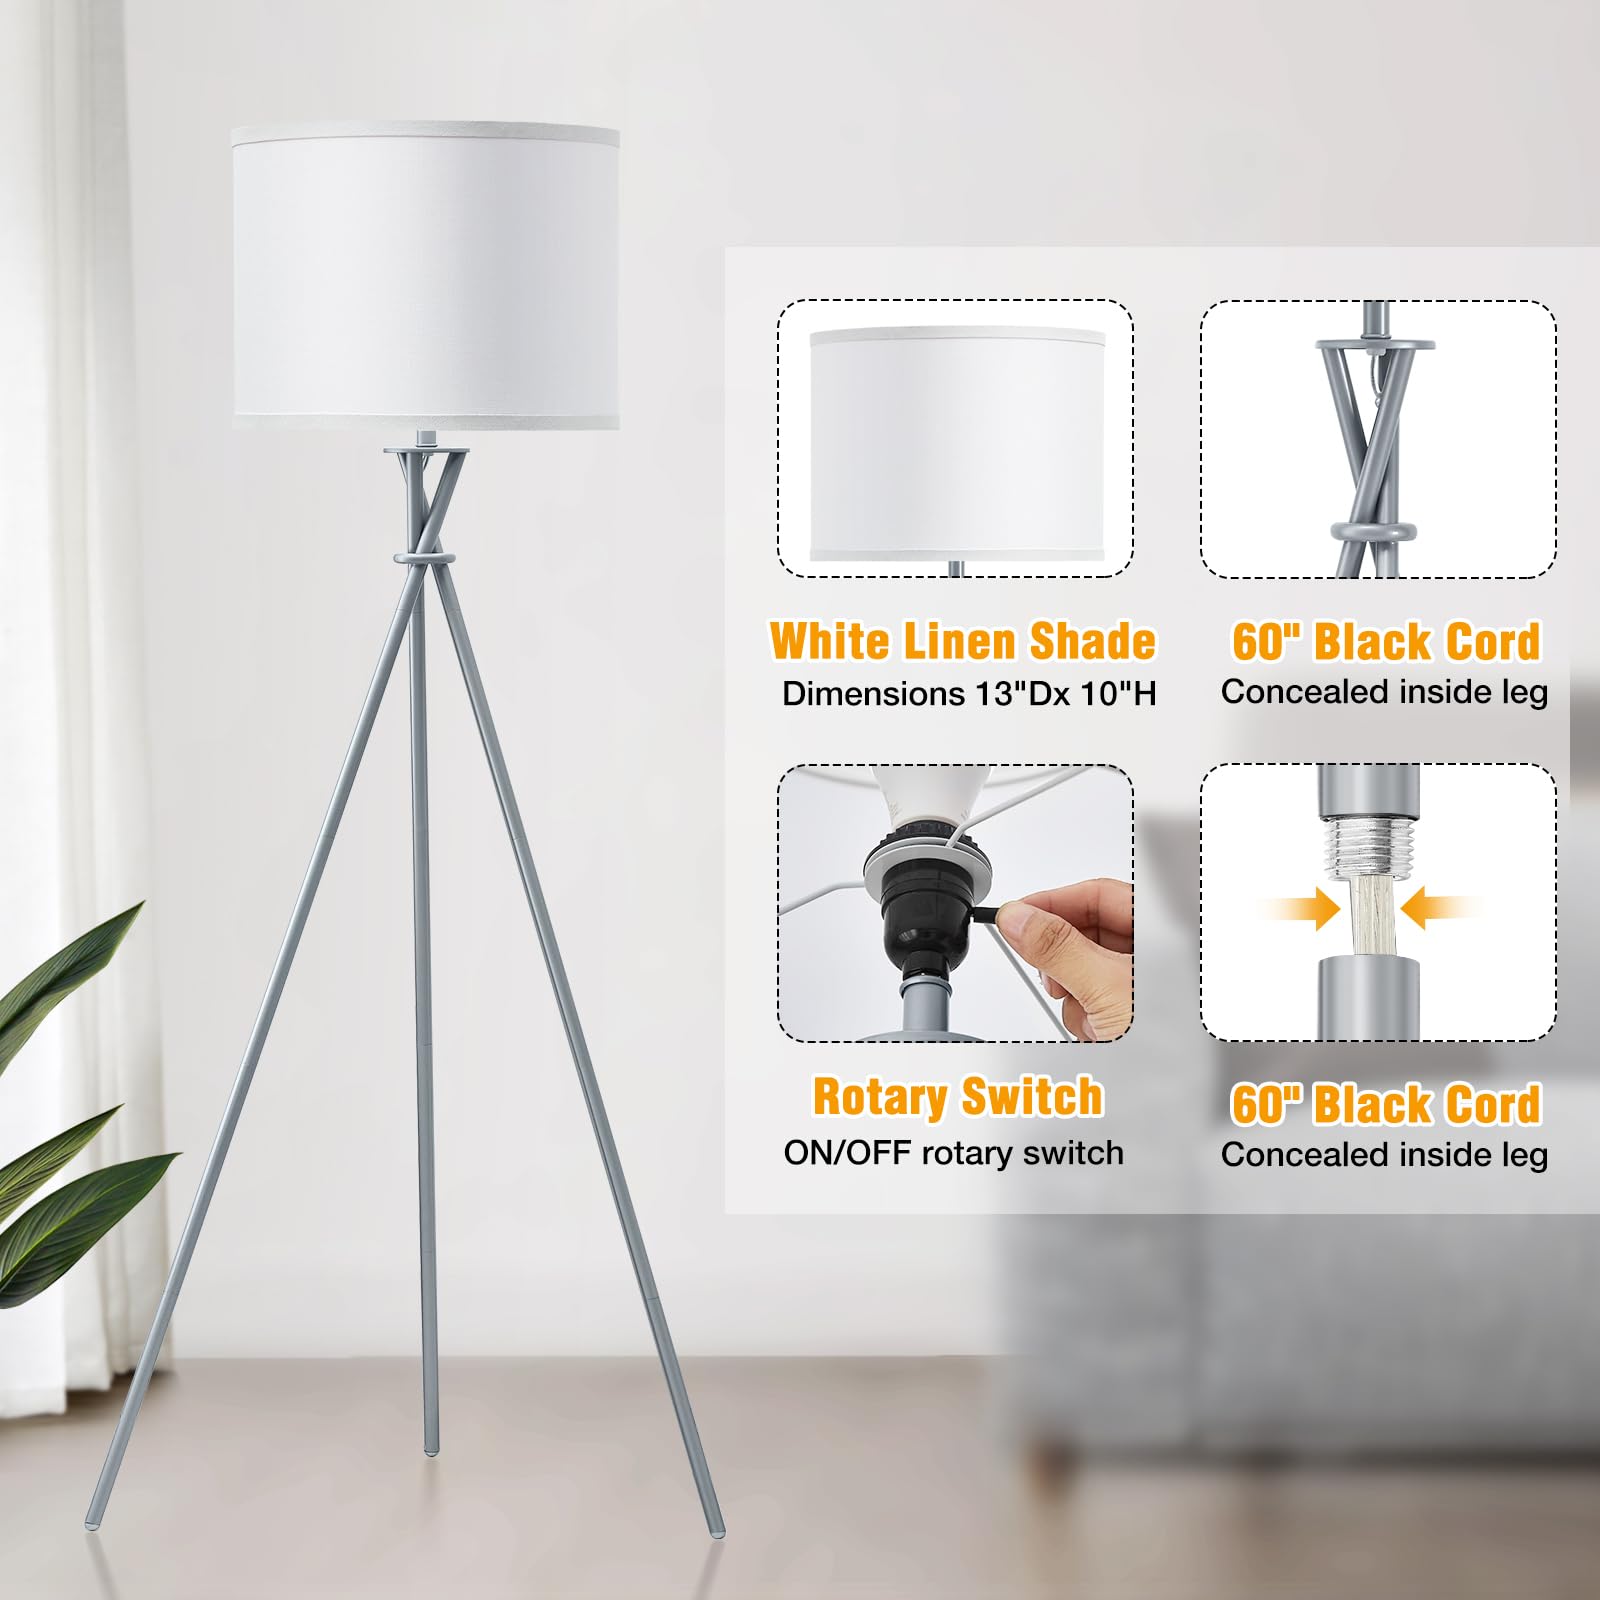 White Linen Shade
Dimensions 13"Dx 10"H
60" Black Cord
Concealed inside leg
Rotary Switch
ON/OFF rotary switch
60" Black Cord
Concealed inside leg